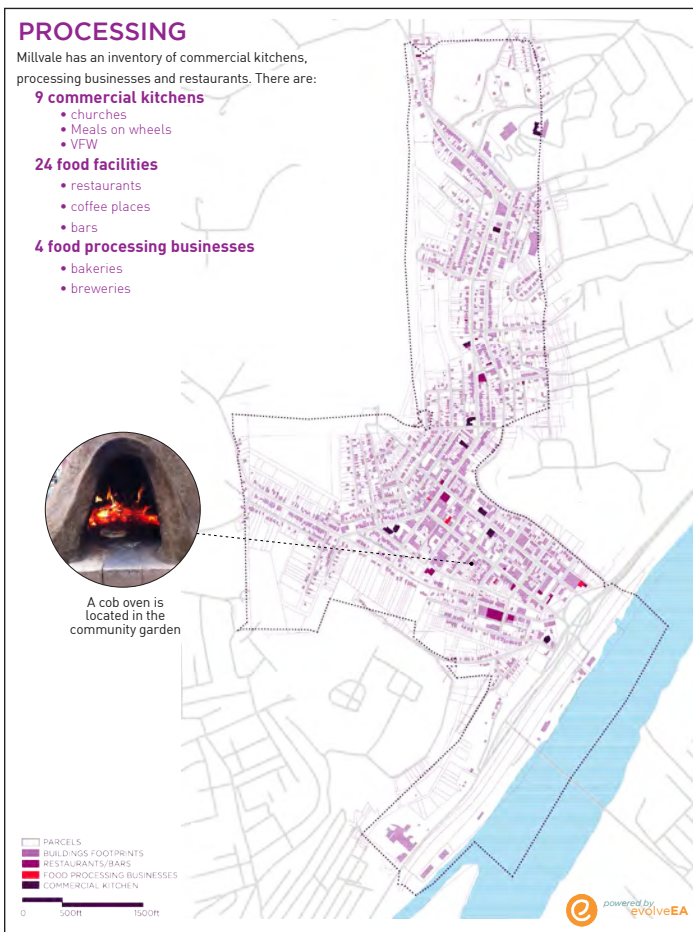 PROCESSING
Millvale has an inventory of commercial kitchens,
processing businesses and restaurants. There are:
9 commercial kitchens
• churches
• Meals on wheels
• VFW
24 food facilities
• restaurants
• coffee places
• bars
4 food processing businesses
• bakeries
• breweries
A cob oven is
located in the
community garden
PARCELS
BUILDINGS FOOTPRINTS
RESTAURANTS/BARS
FOOD PROCESSING BUSINESSES
COMMERCIAL KITCHEN
0 500ft 1500ft
powered by
evolveEA